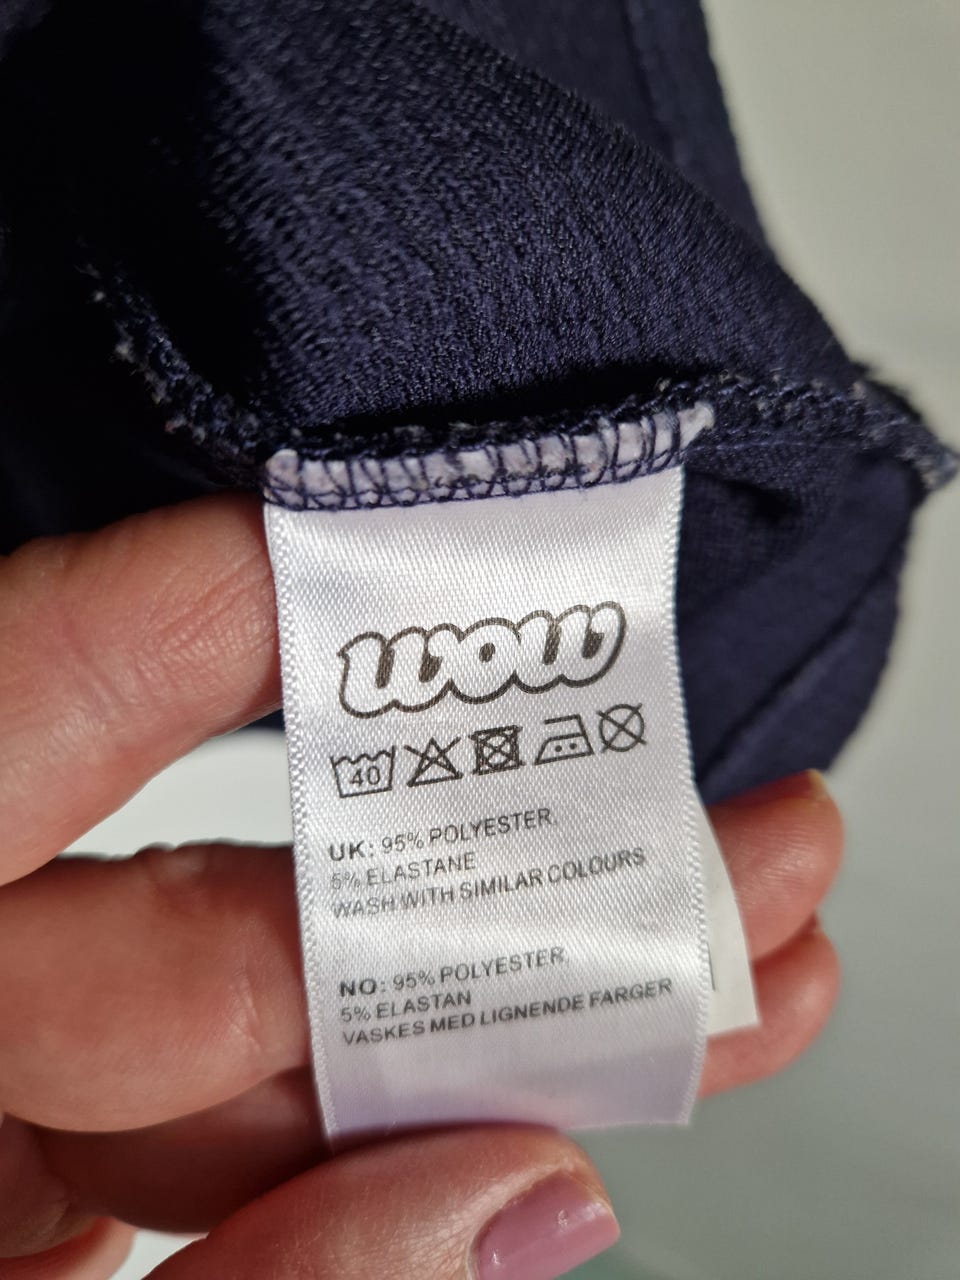 wow
40
UK: 95% POLYESTER,
5% ELASTANE
WASH WITH SIMILAR COLOURS
NO: 95% POLYESTER,
5% ELASTAN
VASKES MED LIGNENDE FARGER